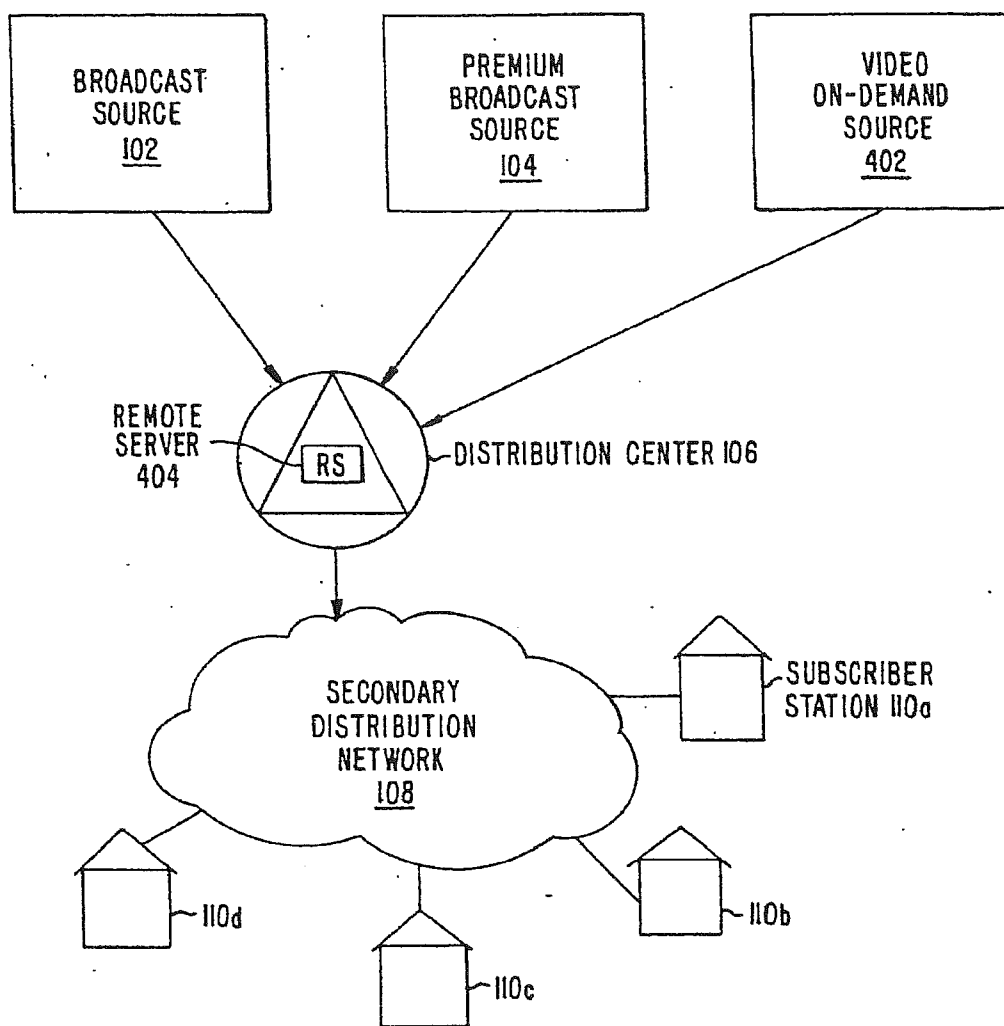 BROADCAST
SOURCE
102
PREMIUM
BROADCAST
SOURCE
104
VIDEO
ON-DEMAND
SOURCE
402
REMOTE
SERVER
404
RS
DISTRIBUTION CENTER 106
SECONDARY
DISTRIBUTION
NETWORK
108
SUBSCRIBER
STATION 110a
110d
110c
110b